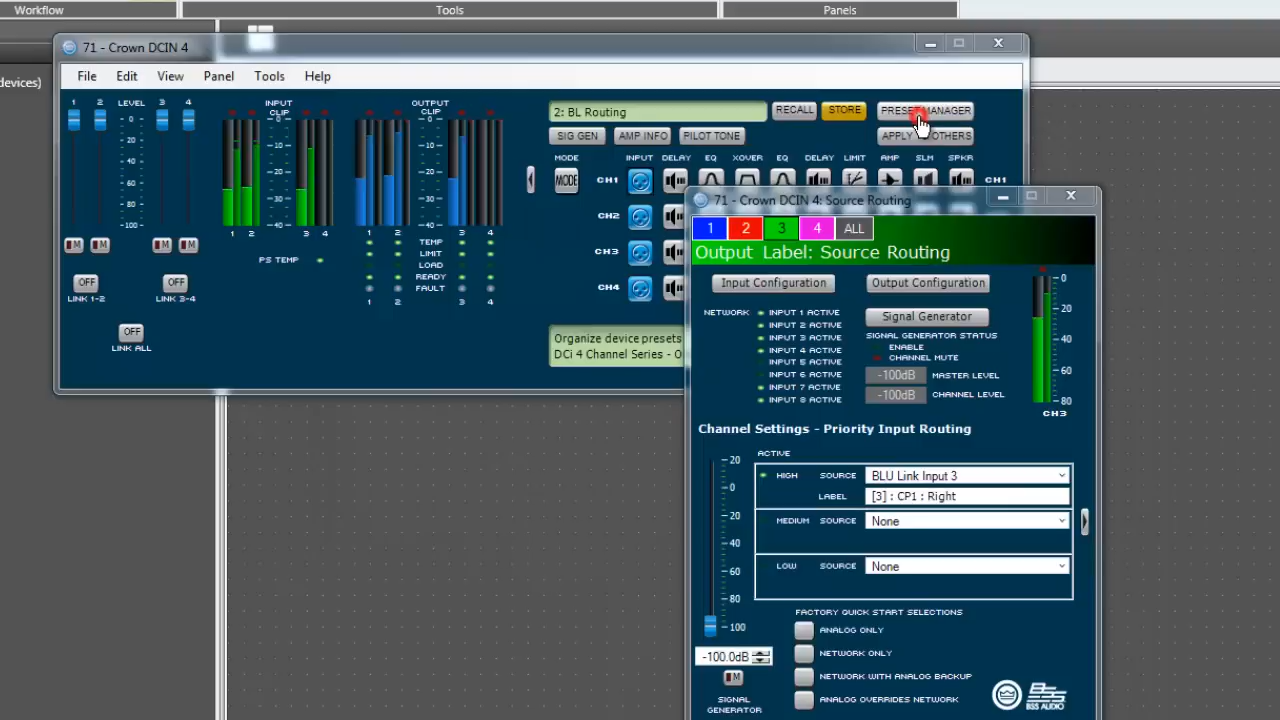 Workflow
Tools
Panels
devices)
71 - Crown DCIN 4
File Edit View Panel Tools Help
1 2 LEVEL 3 4
0
20
40
60
80
-100
LINK 1-2 OFF
LINK 3-4 OFF
OFF
LINK ALL
INPUT
CLIP
0
-10
-20
-30
-40
1 2 3 4
PS TEMP
OUTPUT
CLIP
0
-10
-20
-30
-40
1 2 3 4
TEMP
LIMIT
LOAD
READY
FAULT
1 2 3 4
2: BL Routing
RECALL STORE PRESET MANAGER
SIG GEN AMP INFO PILOT TONE APPLY OTHERS
MODE INPUT DELAY EQ XOVER EQ DELAY LIMIT AMP SLM SPKR
MODE CH1 CH1
CH2
CH3
CH4
Organize device presets
DCi 4 Channel Series - O
71 - Crown DCIN 4: Source Routing
1 2 3 4 ALL
Output Label: Source Routing
Input Configuration Output Configuration
NETWORK INPUT 1 ACTIVE
INPUT 2 ACTIVE
INPUT 3 ACTIVE
INPUT 4 ACTIVE
INPUT 5 ACTIVE
INPUT 6 ACTIVE
INPUT 7 ACTIVE
INPUT 8 ACTIVE
Signal Generator
SIGNAL GENERATOR STATUS
ENABLE
CHANNEL MUTE
-100dB MASTER LEVEL
-100dB CHANNEL LEVEL
0
20
40
60
80
CH3
Channel Settings - Priority Input Routing
ACTIVE
20
0
20
40
60
80
100
HIGH SOURCE BLU Link Input 3
LABEL [3] : CP1 : Right
MEDIUM SOURCE None
LOW SOURCE None
FACTORY QUICK START SELECTIONS
ANALOG ONLY
NETWORK ONLY
NETWORK WITH ANALOG BACKUP
ANALOG OVERRIDES NETWORK
-100.0dB
M
SIGNAL
GENERATOR
BSS AUDIO